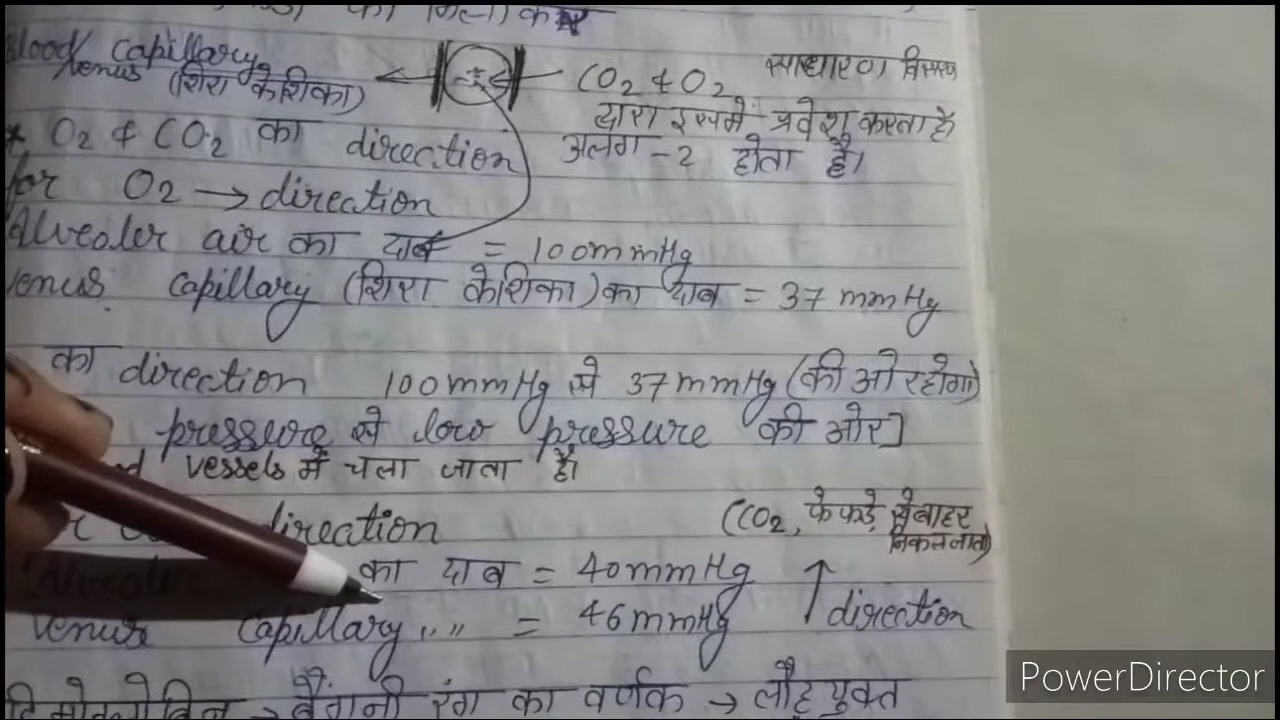 को मिलाकर
Blood capillary
venus (शिरा केशिका)
CO2 & O2 साधारण विसरण
द्वारा इसमें प्रवेश करता है
* O2 & CO2 का direction अलग-2 होता है।
for O2 → direction
Alveoler air का दाब = 100mmHg
venus capillary (शिरा केशिका) का दाब = 37 mmHg
का direction 100mmHg से 37mmHg (की ओर होगा)
pressure से low pressure की ओर]
vessels में चला जाता है।
direction (CO2, फेफड़े से बाहर
निकल जाता)
का दाब = 40mmHg ↑
venus capillary ,, ,, = 46mmHg direction
हिमोग्लोबिन → बैंगनी रंग का वर्णक → लौह युक्त
PowerDirector